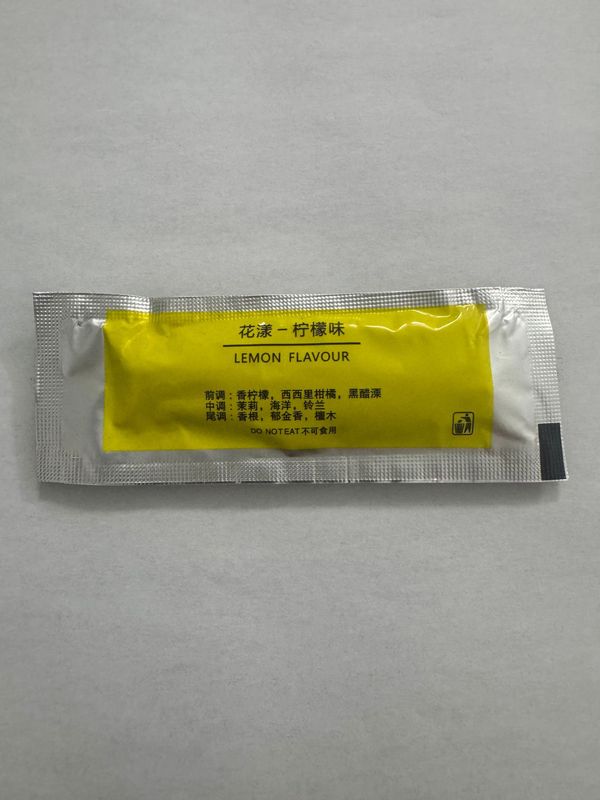 花漾－柠檬味
LEMON FLAVOUR
前调：香柠檬，西西里柑橘，黑醋溧
中调：茉莉，海洋，铃兰
尾调：香根，郁金香，檀木
DO NOT EAT 不可食用